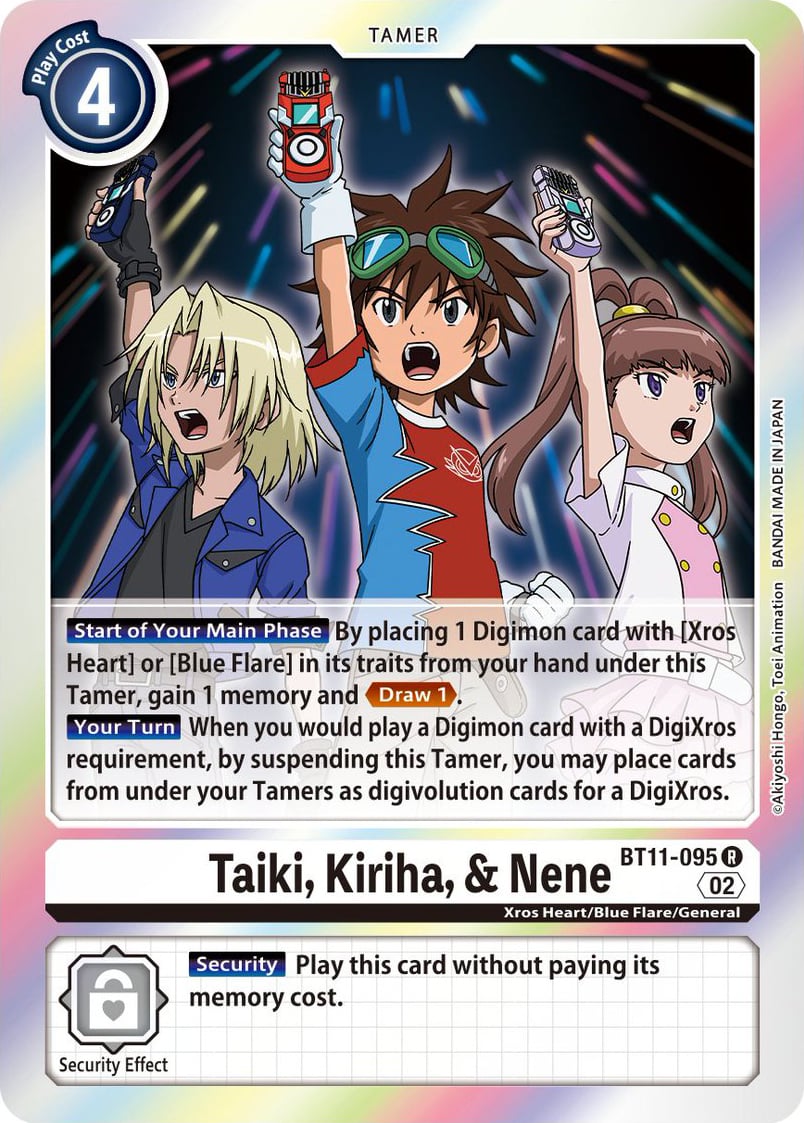 TAMER
Play Cost
4
Start of Your Main Phase By placing 1 Digimon card with [Xros
Heart] or [Blue Flare] in its traits from your hand under this
Tamer, gain 1 memory and Draw 1.
Your Turn When you would play a Digimon card with a DigiXros
requirement, by suspending this Tamer, you may place cards
from under your Tamers as digivolution cards for a DigiXros.
©Akiyoshi Hongo, Toei Animation BANDAI MADE IN JAPAN
Taiki, Kiriha, & Nene
BT11-095 R
02
Xros Heart/Blue Flare/General
Security Play this card without paying its
memory cost.
Security Effect